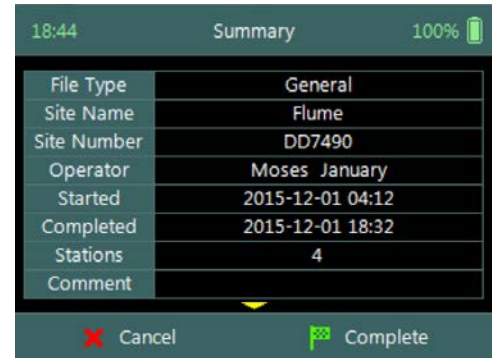 18:44 Summary 100%
File Type General
Site Name Flume
Site Number DD7490
Operator Moses January
Started 2015-12-01 04:12
Completed 2015-12-01 18:32
Stations 4
Comment
Cancel Complete